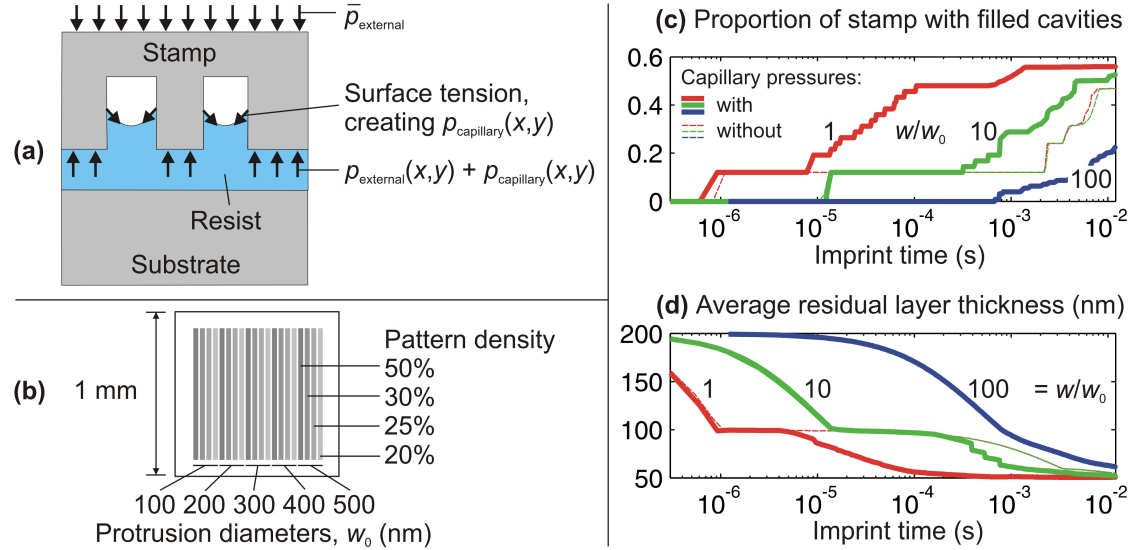 (a)
p̅external
Stamp
Surface tension,
creating pcapillary(x,y)
pexternal(x,y) + pcapillary(x,y)
Resist
Substrate
(b)
1 mm
Pattern density
50%
30%
25%
20%
100 200 300 400 500
Protrusion diameters, w0 (nm)
(c) Proportion of stamp with filled cavities
Capillary pressures:
with
without
1
w/w0
10
100
0.6
0.4
0.2
0
10-6 10-5 10-4 10-3 10-2
Imprint time (s)
(d) Average residual layer thickness (nm)
200
150
100
50
1
10
100 = w/w0
10-6 10-5 10-4 10-3 10-2
Imprint time (s)